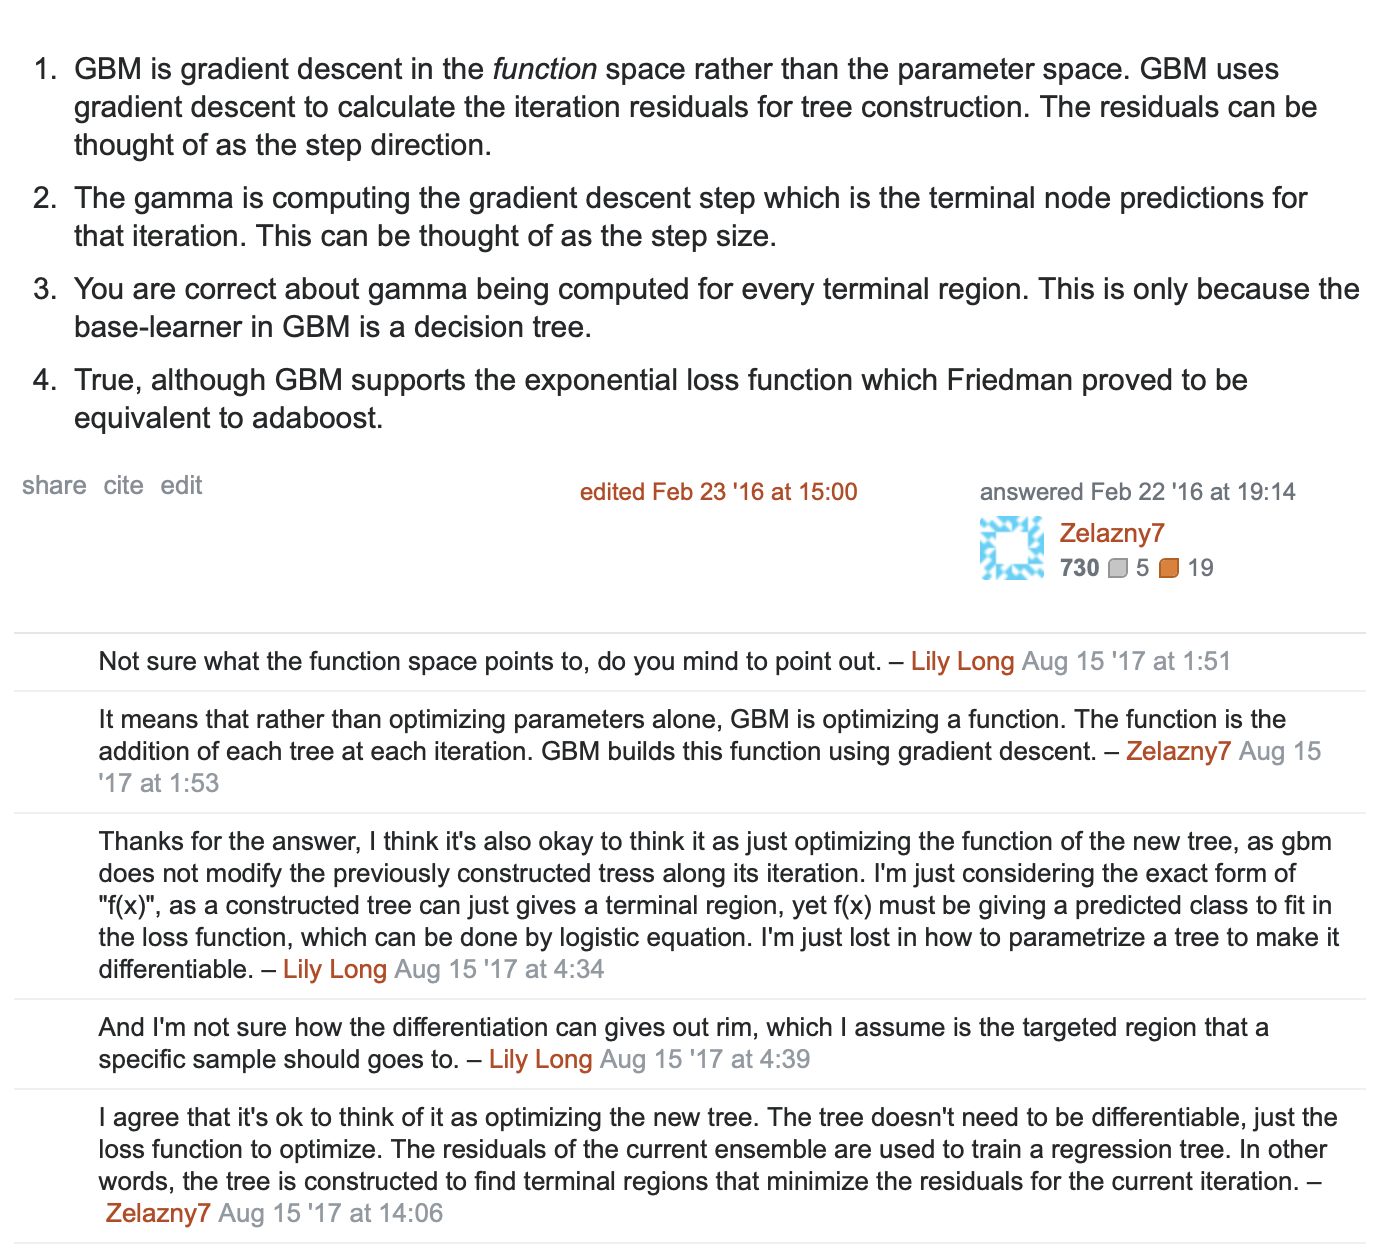 1. GBM is gradient descent in the function space rather than the parameter space. GBM uses
gradient descent to calculate the iteration residuals for tree construction. The residuals can be
thought of as the step direction.
2. The gamma is computing the gradient descent step which is the terminal node predictions for
that iteration. This can be thought of as the step size.
3. You are correct about gamma being computed for every terminal region. This is only because the
base-learner in GBM is a decision tree.
4. True, although GBM supports the exponential loss function which Friedman proved to be
equivalent to adaboost.
share cite edit
edited Feb 23 '16 at 15:00
answered Feb 22 '16 at 19:14
Zelazny7
730 5 19
Not sure what the function space points to, do you mind to point out. – Lily Long Aug 15 '17 at 1:51
It means that rather than optimizing parameters alone, GBM is optimizing a function. The function is the
addition of each tree at each iteration. GBM builds this function using gradient descent. – Zelazny7 Aug 15
'17 at 1:53
Thanks for the answer, I think it's also okay to think it as just optimizing the function of the new tree, as gbm
does not modify the previously constructed tress along its iteration. I'm just considering the exact form of
"f(x)", as a constructed tree can just gives a terminal region, yet f(x) must be giving a predicted class to fit in
the loss function, which can be done by logistic equation. I'm just lost in how to parametrize a tree to make it
differentiable. – Lily Long Aug 15 '17 at 4:34
And I'm not sure how the differentiation can gives out rim, which I assume is the targeted region that a
specific sample should goes to. – Lily Long Aug 15 '17 at 4:39
I agree that it's ok to think of it as optimizing the new tree. The tree doesn't need to be differentiable, just the
loss function to optimize. The residuals of the current ensemble are used to train a regression tree. In other
words, the tree is constructed to find terminal regions that minimize the residuals for the current iteration. –
Zelazny7 Aug 15 '17 at 14:06